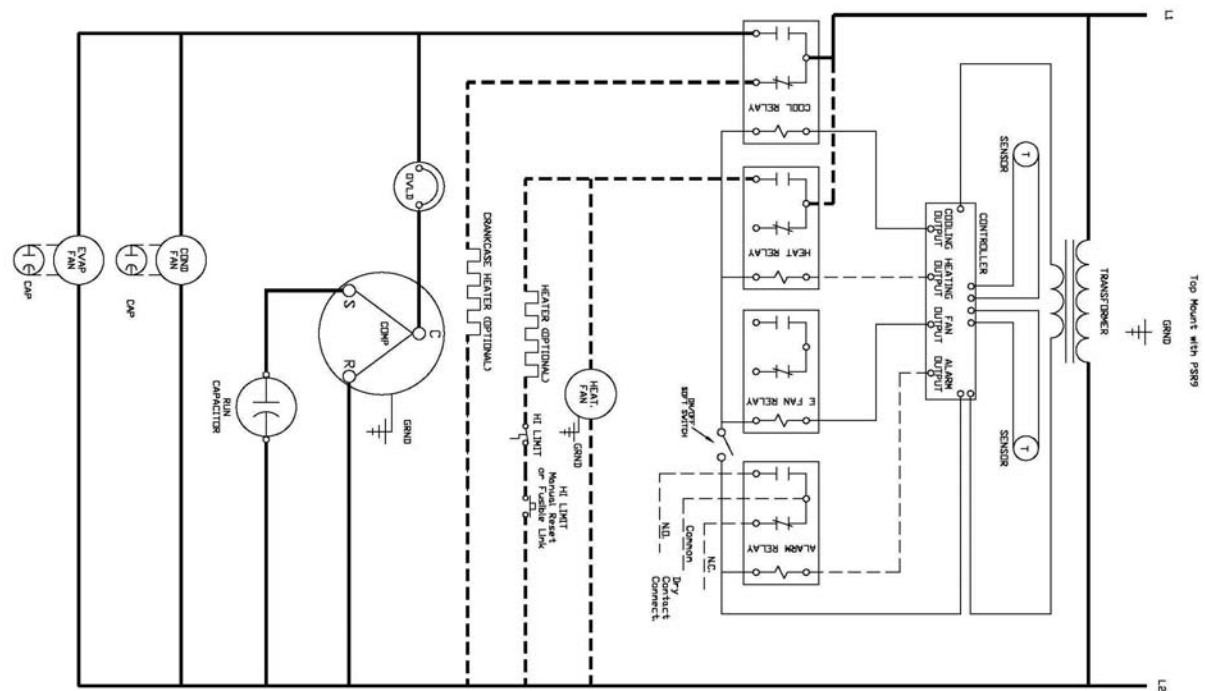 Top Mount with PSR9
L1
GRND
L2
TRANSFORMER
SENSOR
T
SENSOR
T
CONTROLLER
COOLING
OUTPUT
HEATING
OUTPUT
FAN
OUTPUT
ALARM
OUTPUT
COOL RELAY
HEAT RELAY
E FAN RELAY
ALARM RELAY
ON/OFF
SOFT SWITCH
N.C.
Common
N.O.
Dry
Contact
Connect.
HEAT.
FAN
GRND
HEATER (OPTIONAL)
HI LIMIT
HI LIMIT
Manual Reset
or Fusible Link
CRANKCASE HEATER (OPTIONAL)
OVLD
C
S
R
COMP
GRND
RUN
CAPACITOR
COND
FAN
CAP
EVAP
FAN
CAP